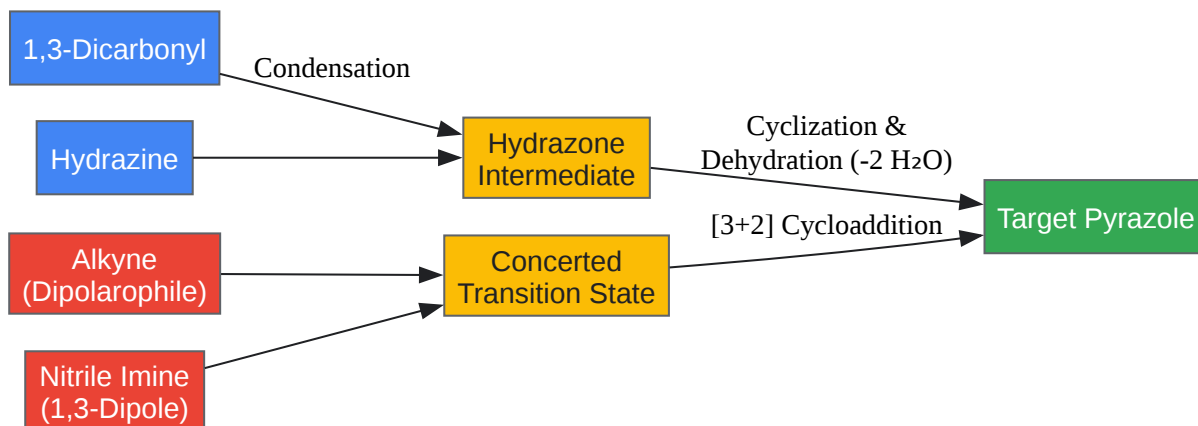 1,3-Dicarbonyl
Condensation
Hydrazine
Hydrazone
Intermediate
Cyclization &
Dehydration (-2 H₂O)
Target Pyrazole
Alkyne
(Dipolarophile)
Concerted
Transition State
[3+2] Cycloaddition
Nitrile Imine
(1,3-Dipole)